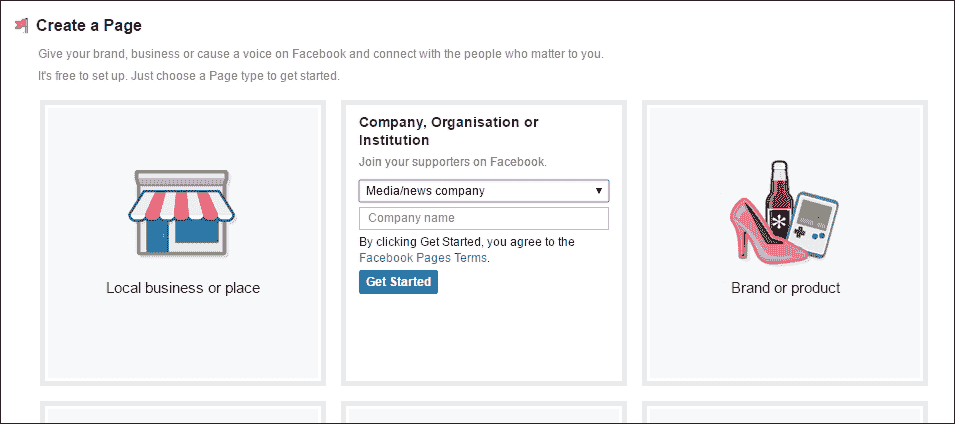 Create a Page
Give your brand, business or cause a voice on Facebook and connect with the people who matter to you.
It's free to set up. Just choose a Page type to get started.
Local business or place
Company, Organisation or
Institution
Join your supporters on Facebook.
Media/news company
Company name
By clicking Get Started, you agree to the
Facebook Pages Terms.
Get Started
Brand or product